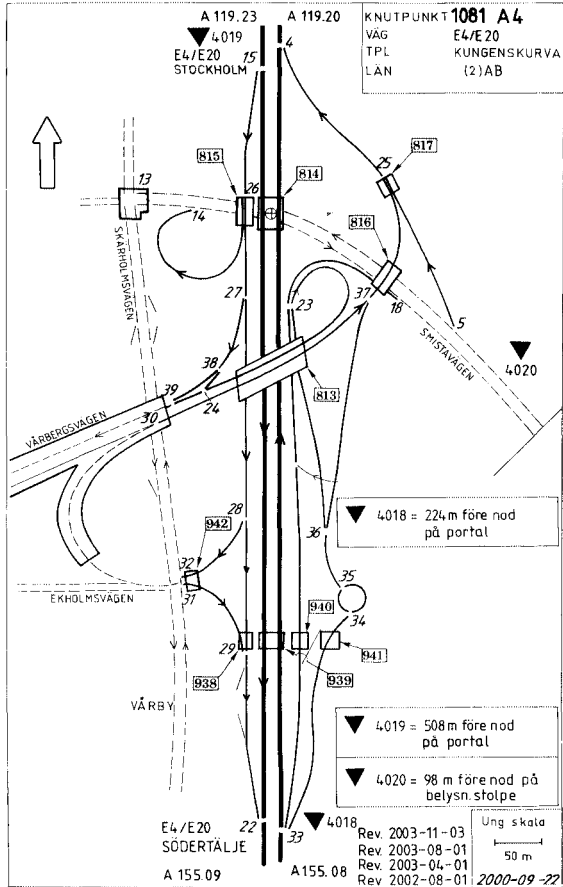 A 119.23
A 119.20
KNUTPUNKT 1081 A4
VÄG E4/E20
TPL KUNGENSKURVA
LÄN (2)AB
4019
E4/E20
STOCKHOLM
15
4
25
817
815
814
13
26
14
816
SKÄRHOLMSVÄGEN
27
23
37
18
5
SMISTAVÄGEN
4020
38
39
24
813
30
VÅRBERGSVÄGEN
28
942
36
4018 = 224 m före nod
på portal
32
31
EKHOLMSVÄGEN
35
34
940
941
29
938
939
VÅRBY
4019 = 508 m före nod
på portal
4020 = 98 m före nod på
belysn. stolpe
22
33
4018
E4/E20
SÖDERTÄLJE
A 155.09
A 155.08
Rev. 2003-11-03
Rev. 2003-08-01
Rev. 2003-04-01
Rev. 2002-08-01
Ung skala
50 m
2000-09-22